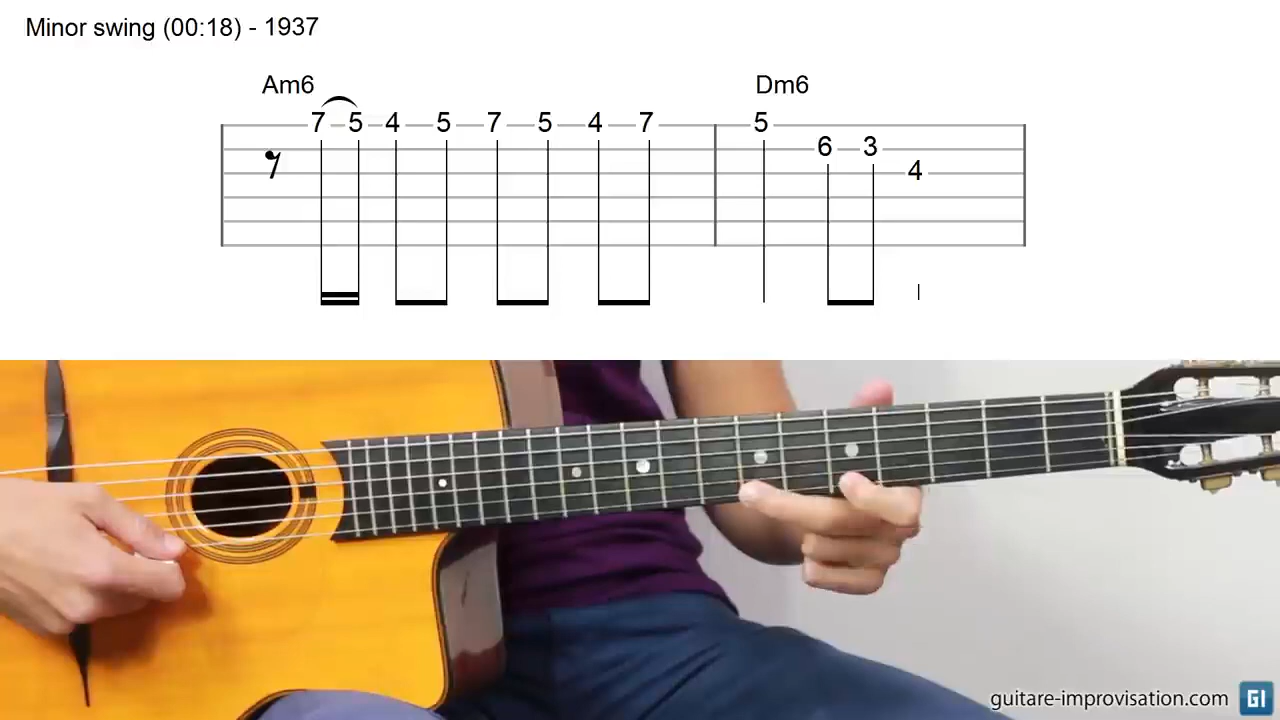 Minor swing (00:18) - 1937
Am6 Dm6
7 5 4 5 7 5 4 7 5
6 3
4
guitare-improvisation.com GI